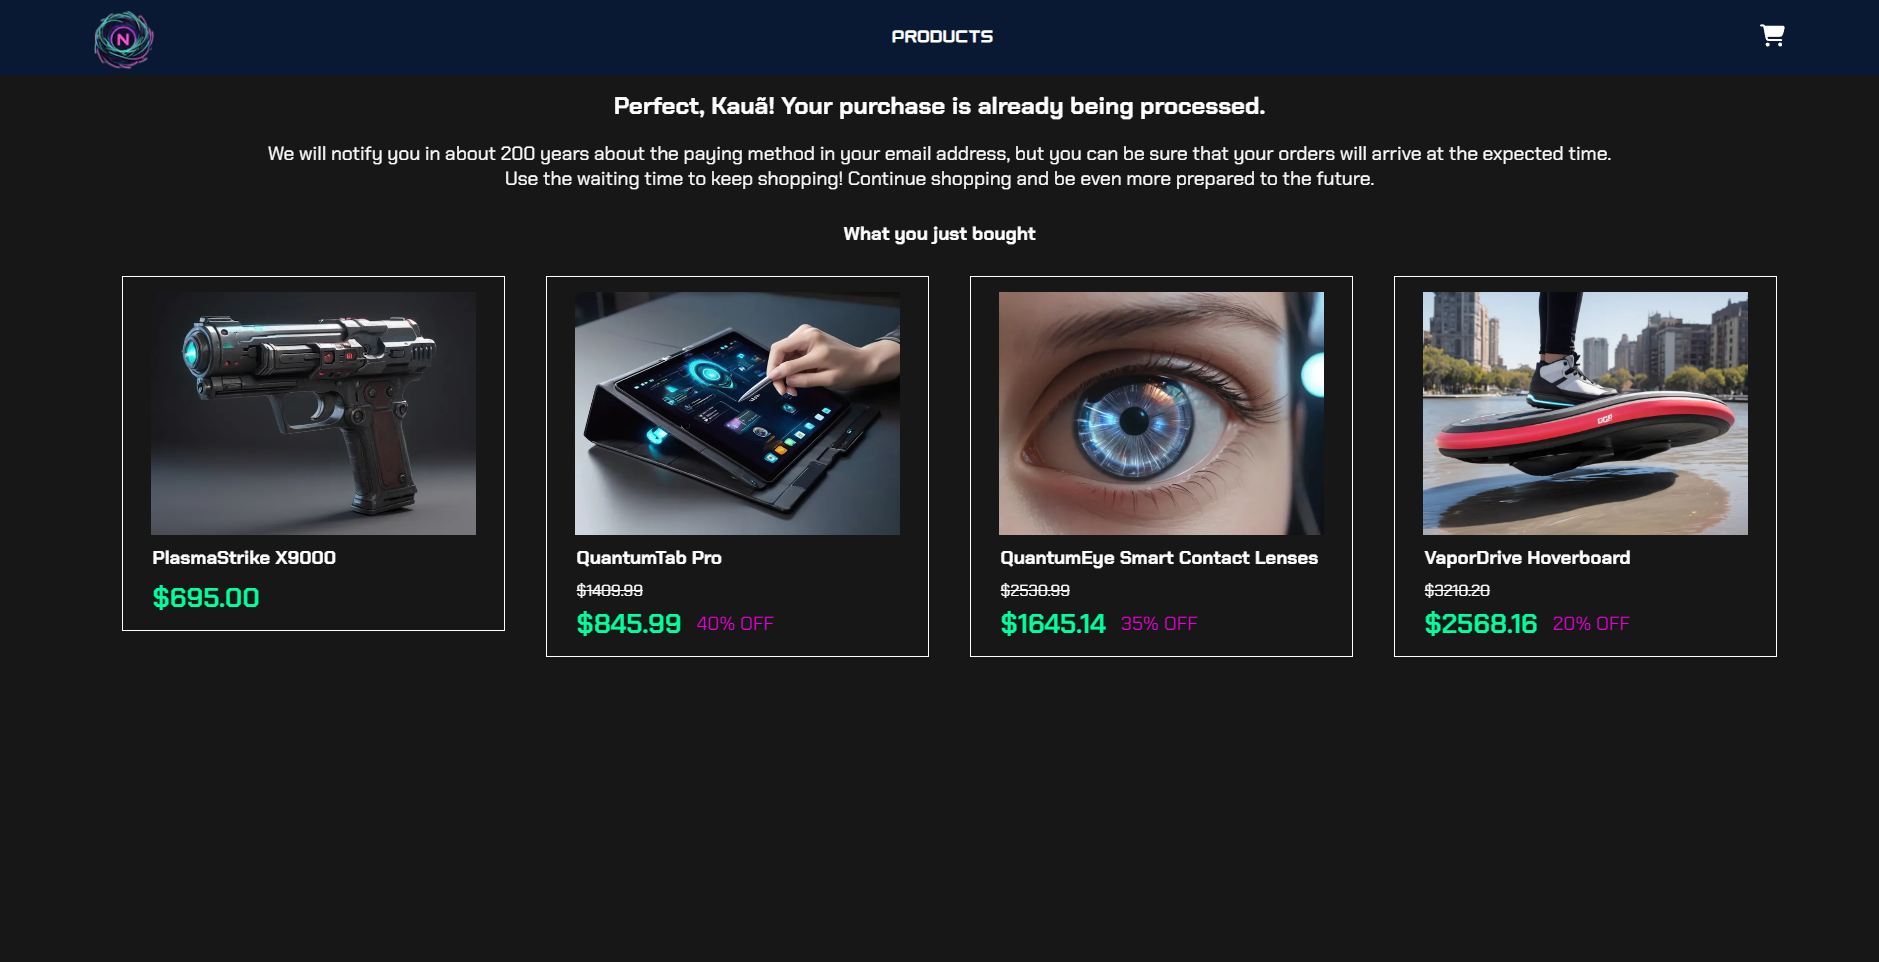 N
PRODUCTS
Perfect, Kauã! Your purchase is already being processed.
We will notify you in about 200 years about the paying method in your email address, but you can be sure that your orders will arrive at the expected time.
Use the waiting time to keep shopping! Continue shopping and be even more prepared to the future.
What you just bought
PlasmaStrike X9000
$695.00
QuantumTab Pro
$1409.99
$845.99 40% OFF
QuantumEye Smart Contact Lenses
$2530.99
$1645.14 35% OFF
VaporDrive Hoverboard
$3210.20
$2568.16 20% OFF